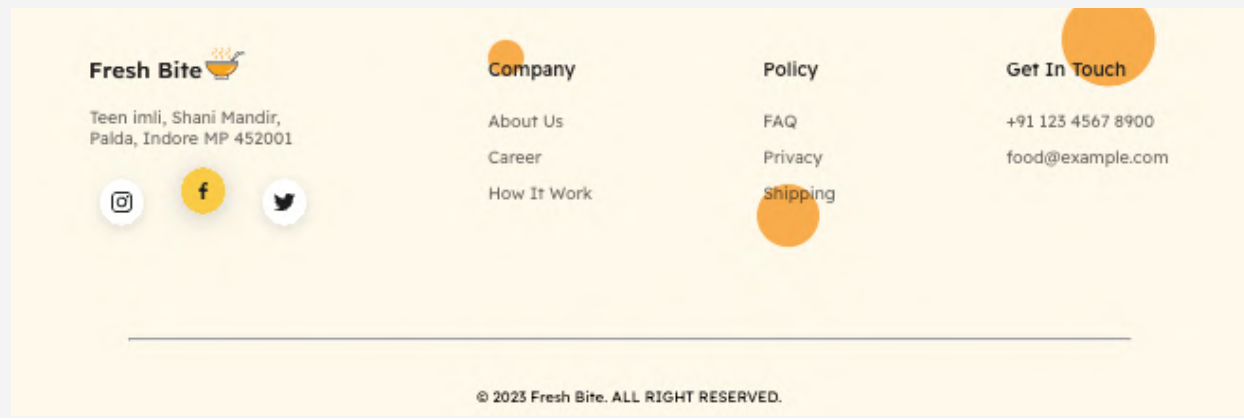 Fresh Bite
Teen imli, Shani Mandir,
Palda, Indore MP 452001
Company
About Us
Career
How It Work
Policy
FAQ
Privacy
Shipping
Get In Touch
+91 123 4567 8900
food@example.com
© 2023 Fresh Bite. ALL RIGHT RESERVED.